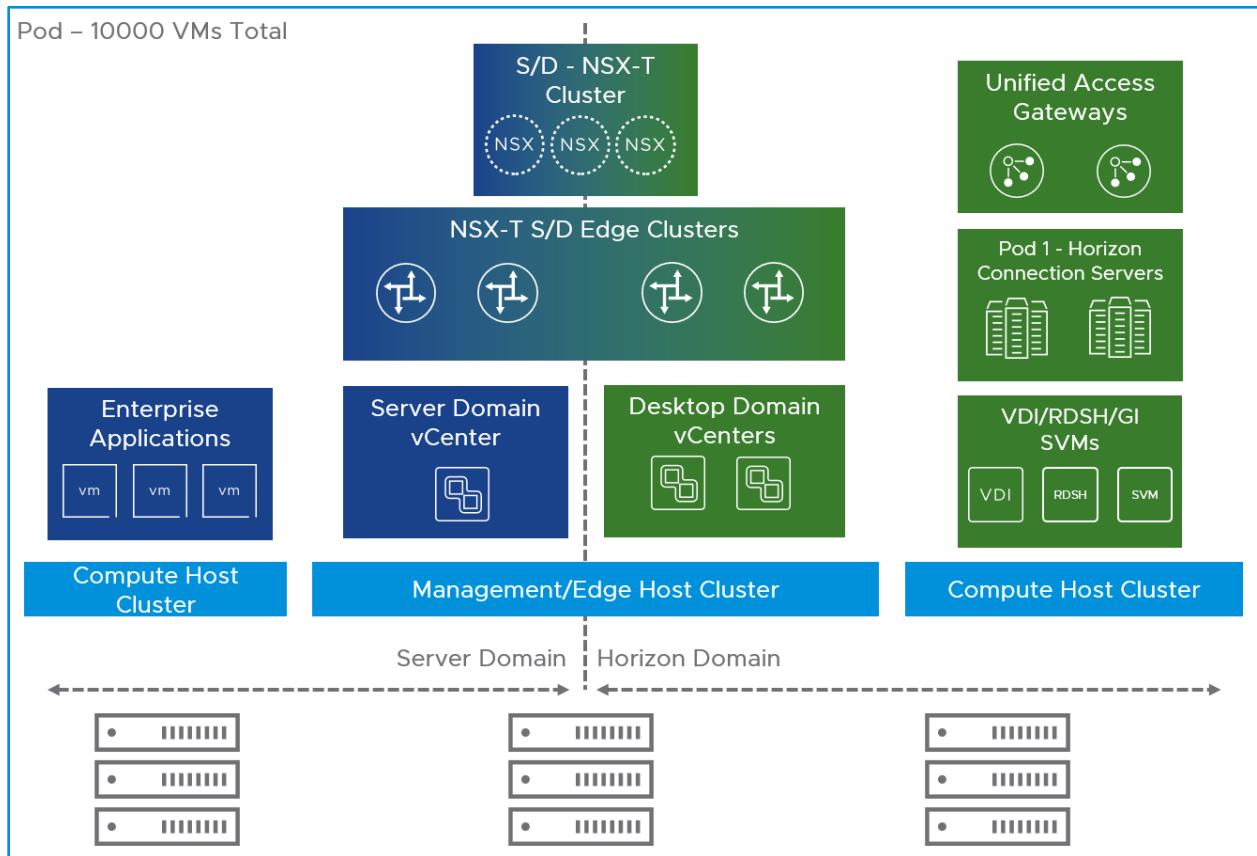 Pod – 10000 VMs Total
S/D - NSX-T
Cluster
NSX NSX NSX
Unified Access
Gateways
NSX-T S/D Edge Clusters
Pod 1 - Horizon
Connection Servers
Enterprise
Applications
vm vm vm
Server Domain
vCenter
Desktop Domain
vCenters
VDI/RDSH/GI
SVMs
VDI RDSH SVM
Compute Host
Cluster
Management/Edge Host Cluster
Compute Host Cluster
Server Domain
Horizon Domain